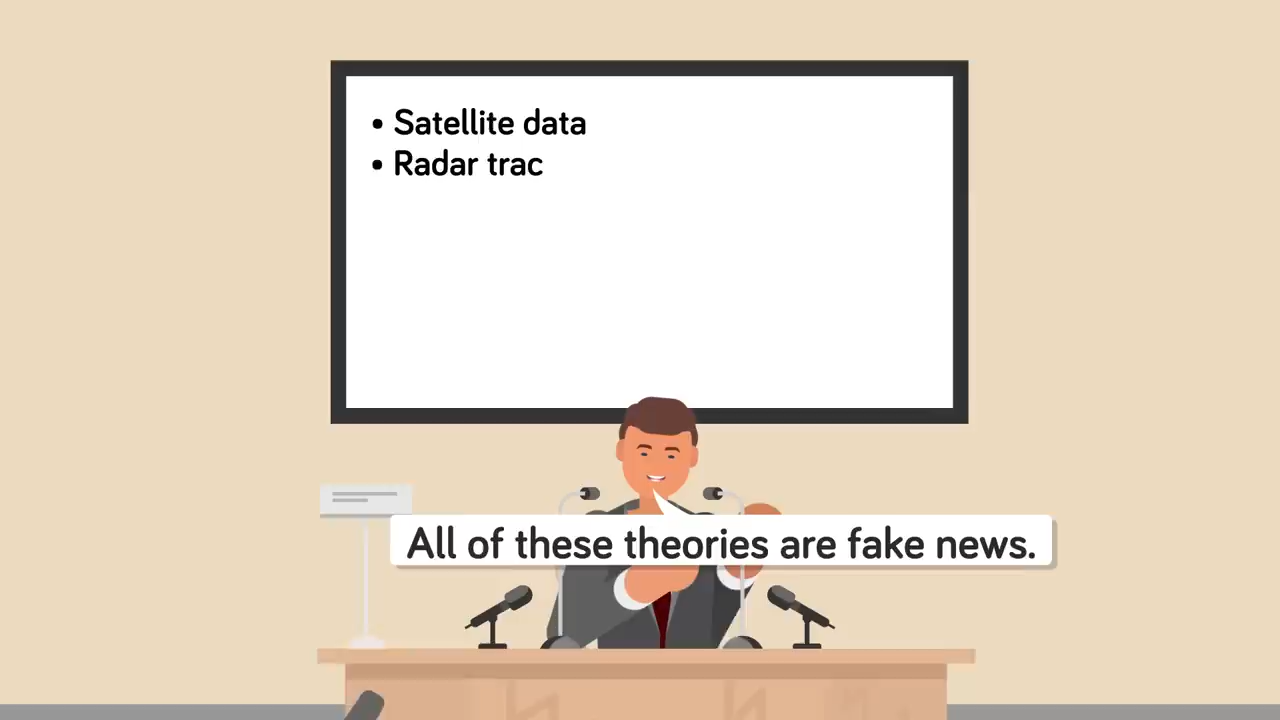 • Satellite data
• Radar trac
All of these theories are fake news.